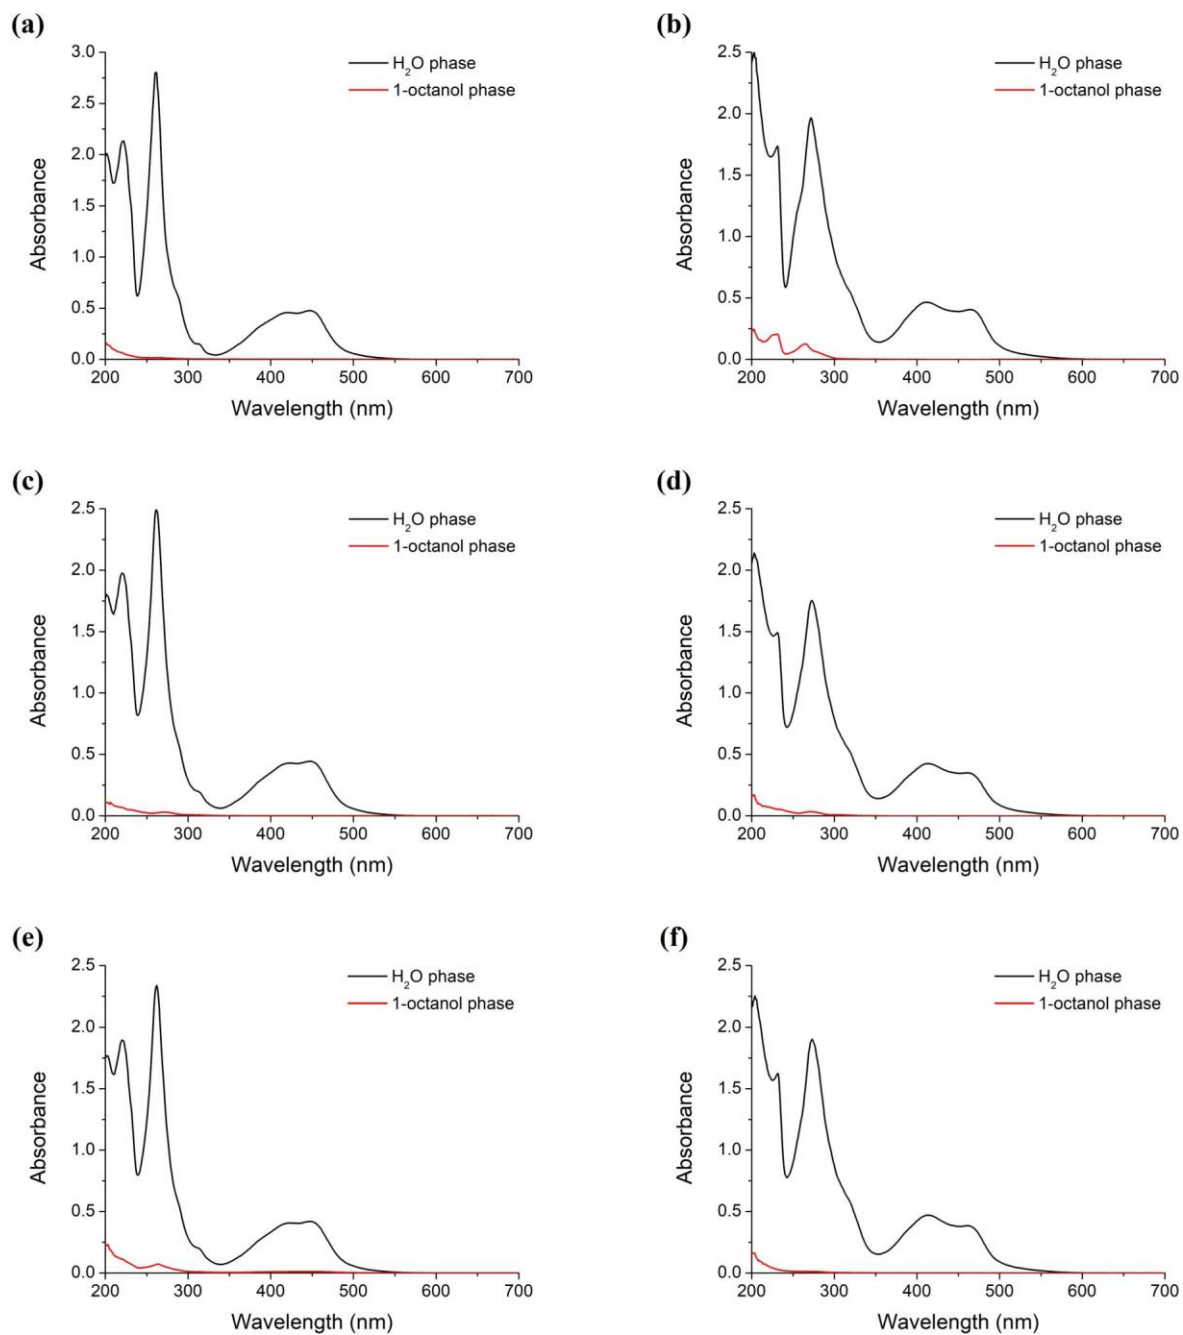 (a)
H₂O phase
1-octanol phase
3.0
2.5
2.0
1.5
1.0
0.5
0.0
Absorbance
200 300 400 500 600 700
Wavelength (nm)
(b)
H₂O phase
1-octanol phase
2.5
2.0
1.5
1.0
0.5
0.0
Absorbance
200 300 400 500 600 700
Wavelength (nm)
(c)
H₂O phase
1-octanol phase
2.5
2.0
1.5
1.0
0.5
0.0
Absorbance
200 300 400 500 600 700
Wavelength (nm)
(d)
H₂O phase
1-octanol phase
2.5
2.0
1.5
1.0
0.5
0.0
Absorbance
200 300 400 500 600 700
Wavelength (nm)
(e)
H₂O phase
1-octanol phase
2.5
2.0
1.5
1.0
0.5
0.0
Absorbance
200 300 400 500 600 700
Wavelength (nm)
(f)
H₂O phase
1-octanol phase
2.5
2.0
1.5
1.0
0.5
0.0
Absorbance
200 300 400 500 600 700
Wavelength (nm)